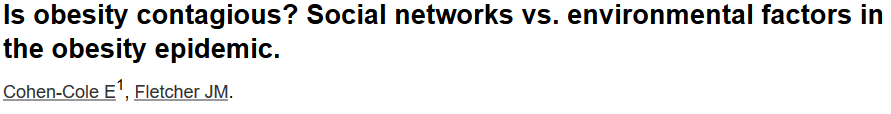 Is obesity contagious? Social networks vs. environmental factors in
the obesity epidemic.
Cohen-Cole E1, Fletcher JM.